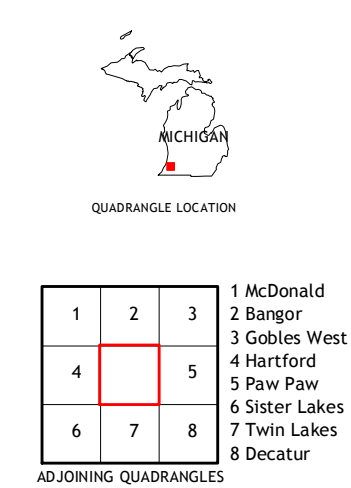 MICHIGAN
QUADRANGLE LOCATION
1 2 3
4 5
6 7 8
1 McDonald
2 Bangor
3 Gobles West
4 Hartford
5 Paw Paw
6 Sister Lakes
7 Twin Lakes
8 Decatur
ADJOINING QUADRANGLES